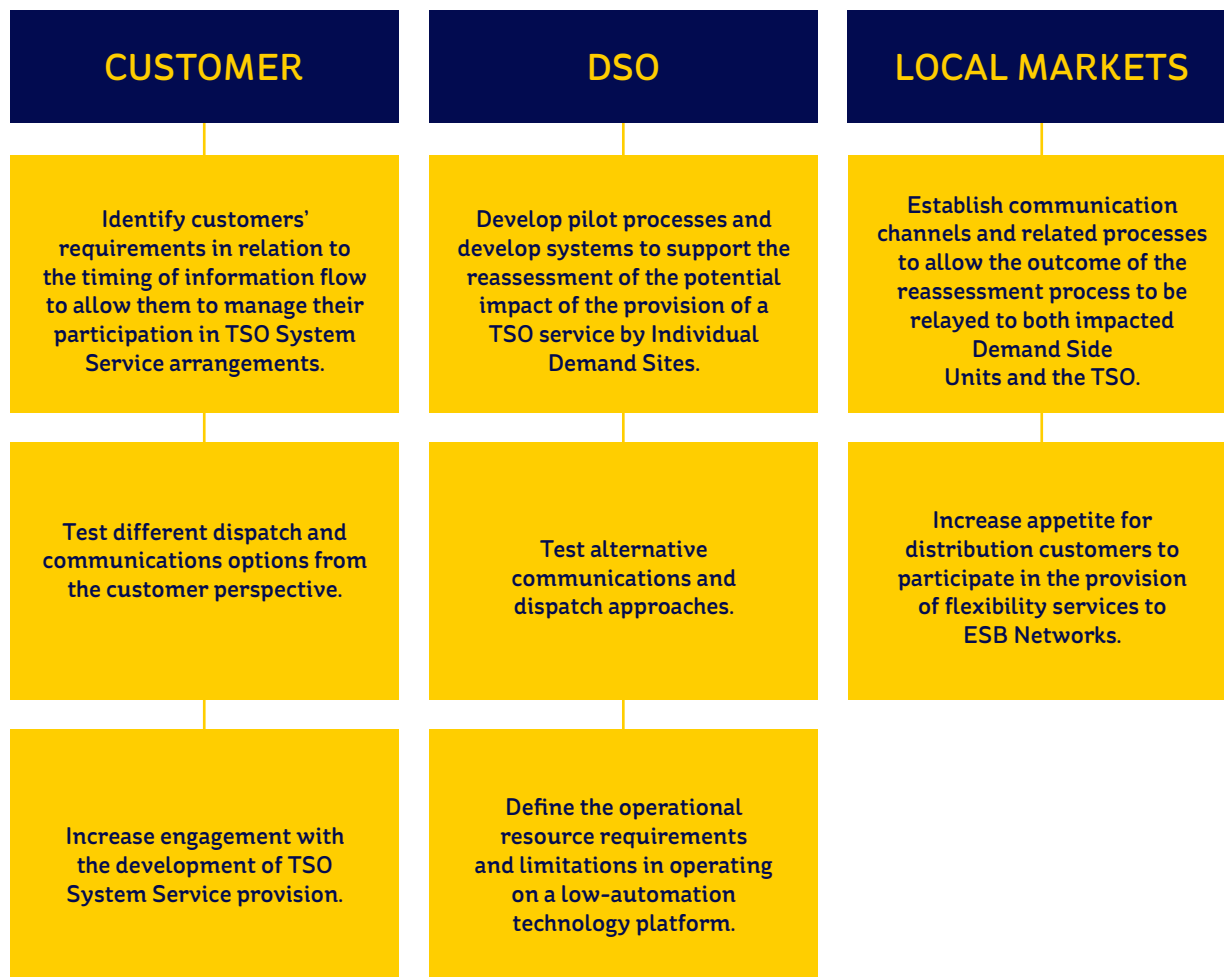 CUSTOMER
Identify customers’
requirements in relation to
the timing of information flow
to allow them to manage their
participation in TSO System
Service arrangements.
Test different dispatch and
communications options from
the customer perspective.
Increase engagement with
the development of TSO
System Service provision.
DSO
Develop pilot processes and
develop systems to support the
reassessment of the potential
impact of the provision of a
TSO service by Individual
Demand Sites.
Test alternative
communications and
dispatch approaches.
Define the operational
resource requirements
and limitations in operating
on a low-automation
technology platform.
LOCAL MARKETS
Establish communication
channels and related processes
to allow the outcome of the
reassessment process to be
relayed to both impacted
Demand Side
Units and the TSO.
Increase appetite for
distribution customers to
participate in the provision
of flexibility services to
ESB Networks.